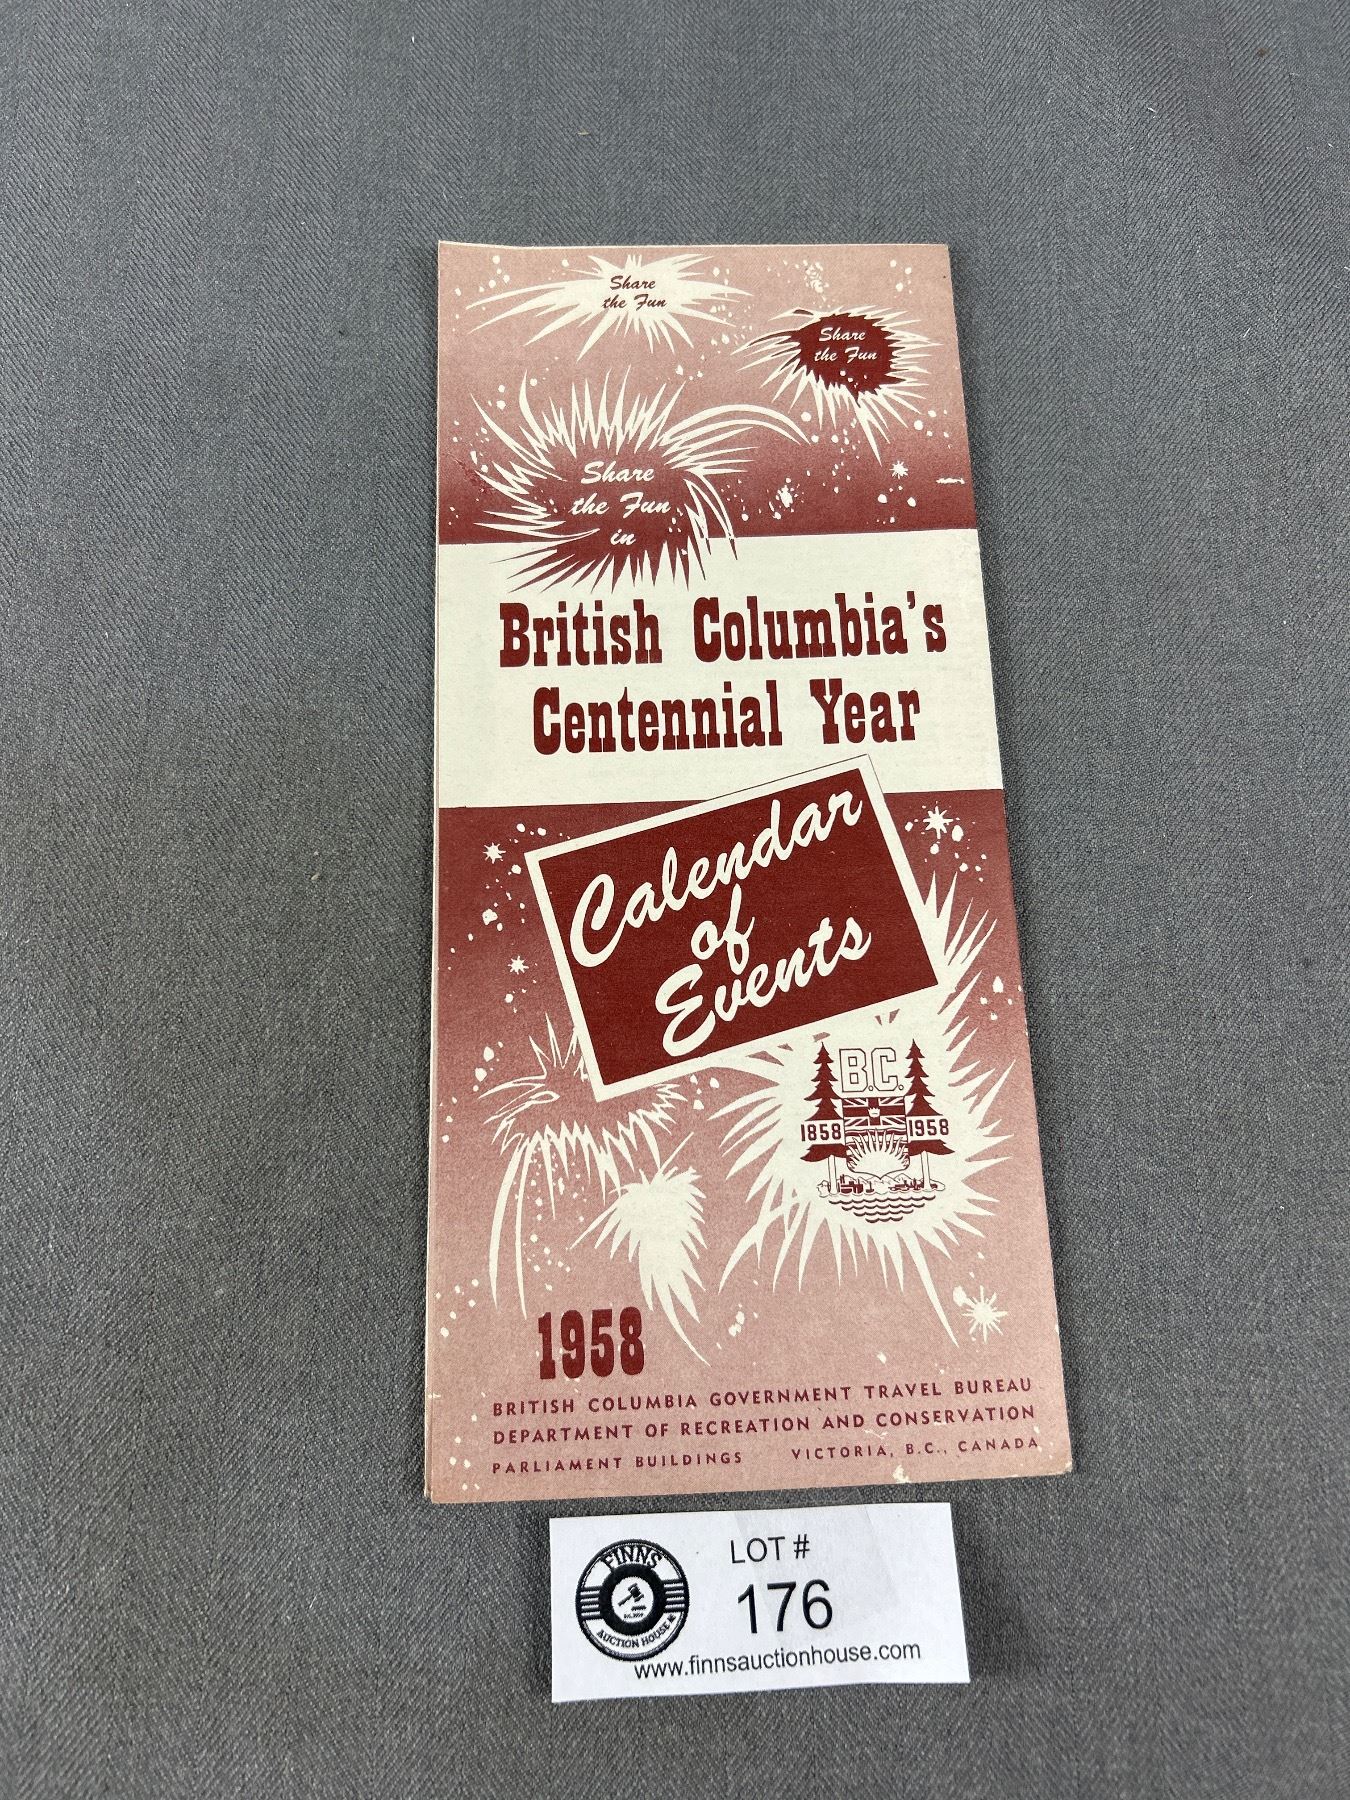 Share
the Fun
Share
the Fun
Share
the Fun
in
British Columbia's
Centennial Year
Calendar
of
Events
B.C.
1858 1958
1958
BRITISH COLUMBIA GOVERNMENT TRAVEL BUREAU
DEPARTMENT OF RECREATION AND CONSERVATION
PARLIAMENT BUILDINGS VICTORIA, B.C., CANADA
FINNS
AUCTION HOUSE
LOT #
176
www.finnsauctionhouse.com